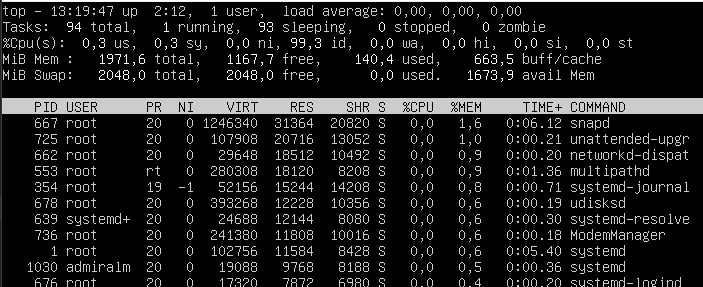 top - 13:19:47 up  2:12,  1 user,  load average: 0,00, 0,00, 0,00
Tasks:  94 total,   1 running,  93 sleeping,   0 stopped,   0 zombie
%Cpu(s):  0,3 us,  0,3 sy,  0,0 ni, 99,3 id,  0,0 wa,  0,0 hi,  0,0 si,  0,0 st
MiB Mem :   1971,6 total,   1167,7 free,    140,4 used,    663,5 buff/cache
MiB Swap:   2048,0 total,   2048,0 free,      0,0 used.   1673,9 avail Mem
PID USER      PR  NI    VIRT    RES    SHR S  %CPU  %MEM     TIME+ COMMAND
667 root      20   0 1246340  31364  20820 S   0,0   1,6   0:06.12 snapd
725 root      20   0  107908  20716  13052 S   0,0   1,0   0:00.21 unattended-upgr
662 root      20   0   29648  18512  10492 S   0,0   0,9   0:00.20 networkd-dispat
553 root      rt   0  280308  18120   8208 S   0,0   0,9   0:01.36 multipathd
354 root      19  -1   52156  15244  14208 S   0,0   0,8   0:00.71 systemd-journal
678 root      20   0  393268  12228  10356 S   0,0   0,6   0:00.19 udisksd
639 systemd+  20   0   24688  12144   8080 S   0,0   0,6   0:00.30 systemd-resolve
736 root      20   0  241380  11808  10016 S   0,0   0,6   0:00.18 ModemManager
1 root      20   0  102756  11584   8428 S   0,0   0,6   0:05.40 systemd
1030 admiralm  20   0   19088   9768   8188 S   0,0   0,5   0:00.36 systemd
676 root      20   0   17320   7872   6980 S   0,0   0,4   0:00.20 systemd-logind